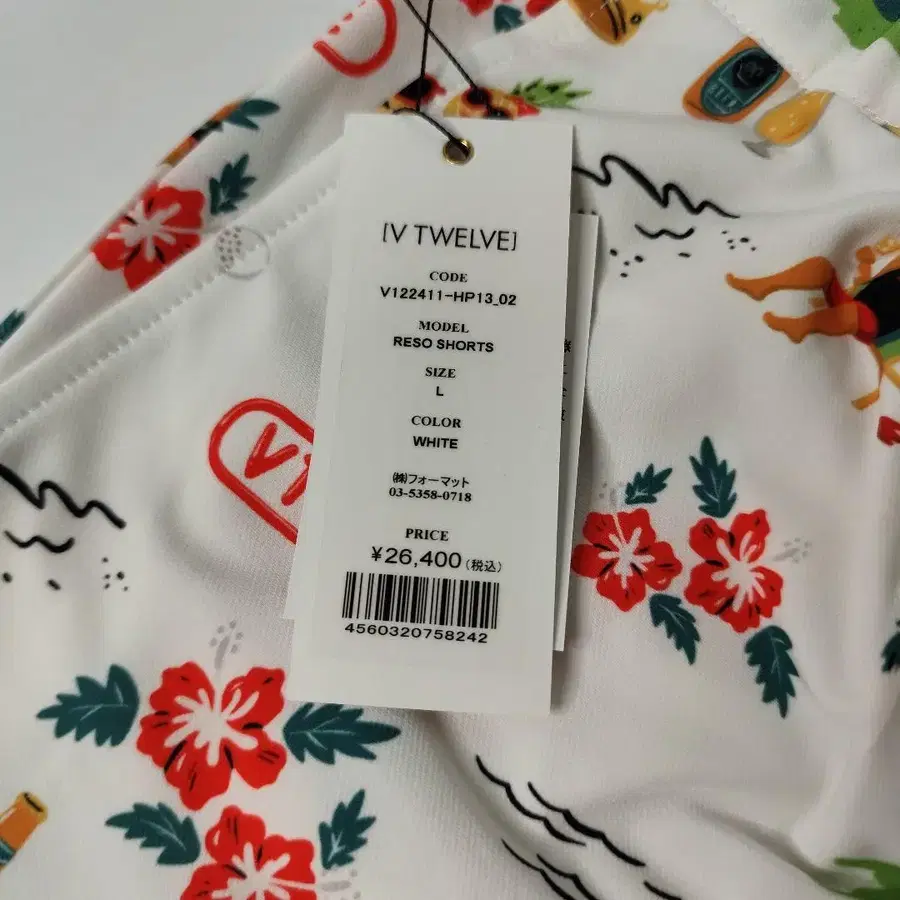 [V TWELVE]
CODE
V122411-HP13_02
MODEL
RESO SHORTS
SIZE
L
COLOR
WHITE
㈱フォーマット
03-5358-0718
PRICE
¥26,400(税込)
4560320758242
BEER